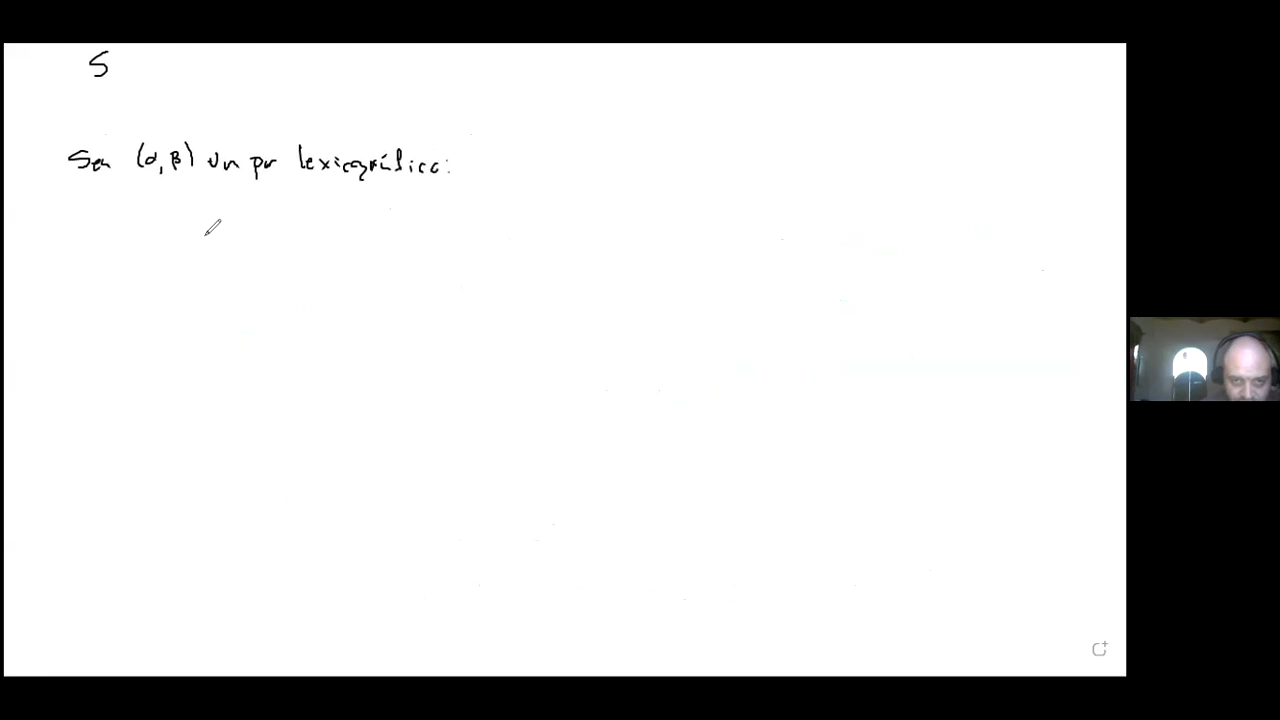 S
Sea (α, β) un par lexicográfico: